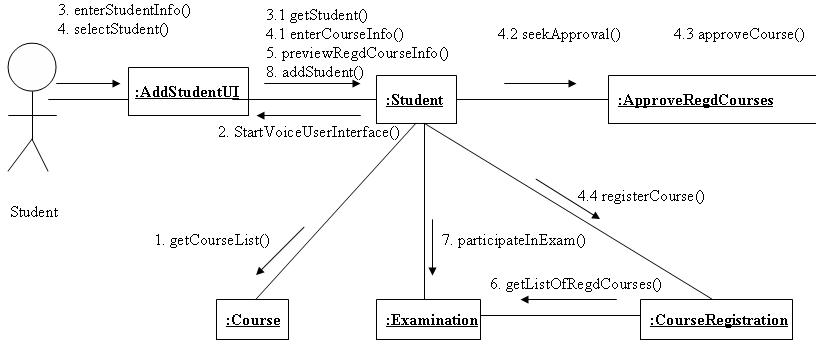 3. enterStudentInfo()
4. selectStudent()
3.1 getStudent()
4.1 enterCourseInfo()
5. previewRegdCourseInfo()
8. addStudent()
4.2 seekApproval()
4.3 approveCourse()
:AddStudentUI
:Student
:ApproveRegdCourses
2. StartVoiceUserInterface()
Student
4.4 registerCourse()
1. getCourseList()
7. participateInExam()
6. getListOfRegdCourses()
:Course
:Examination
:CourseRegistration